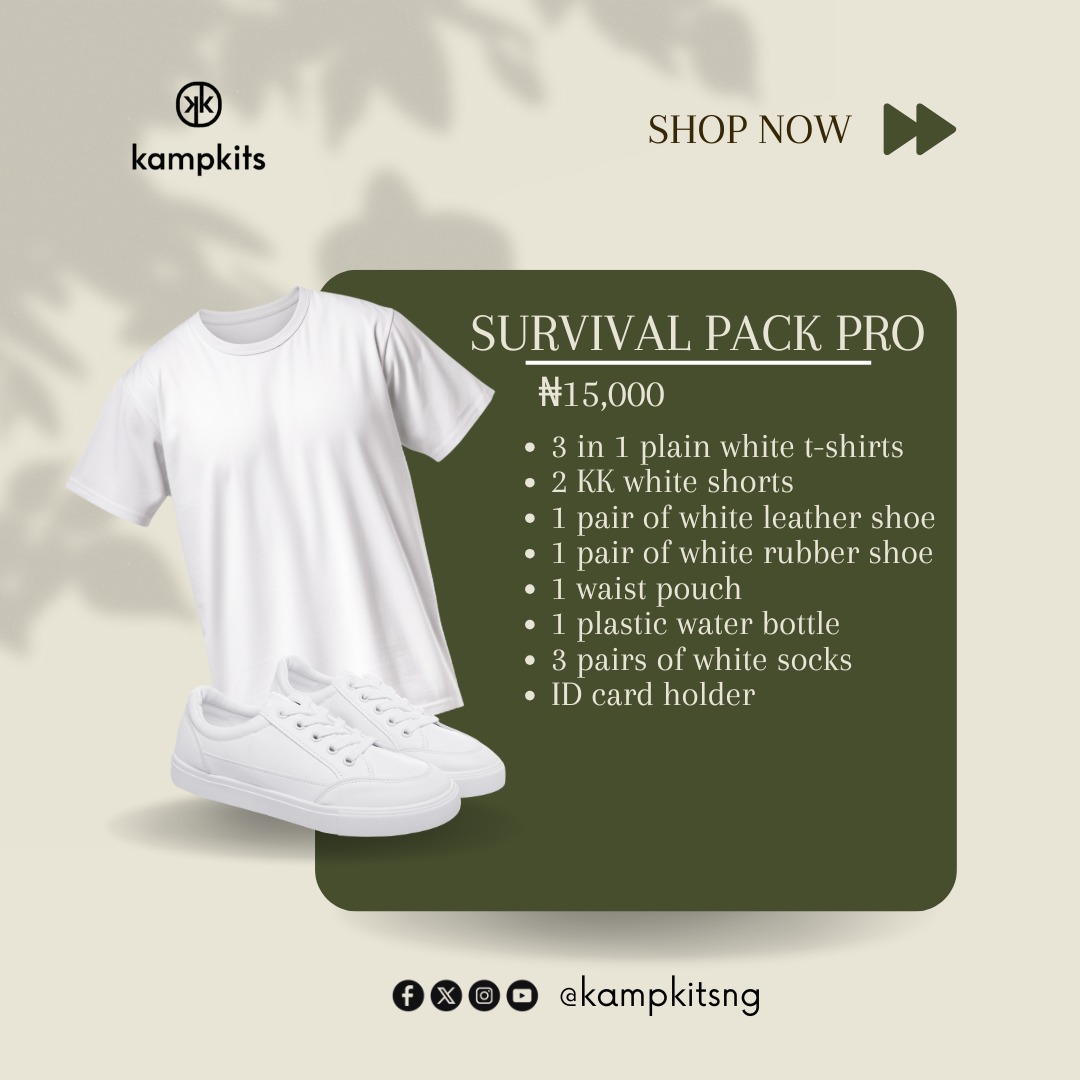 kk
kampkits
SHOP NOW
SURVIVAL PACK PRO
₦15,000
• 3 in 1 plain white t-shirts
• 2 KK white shorts
• 1 pair of white leather shoe
• 1 pair of white rubber shoe
• 1 waist pouch
• 1 plastic water bottle
• 3 pairs of white socks
• ID card holder
@kampkitsng